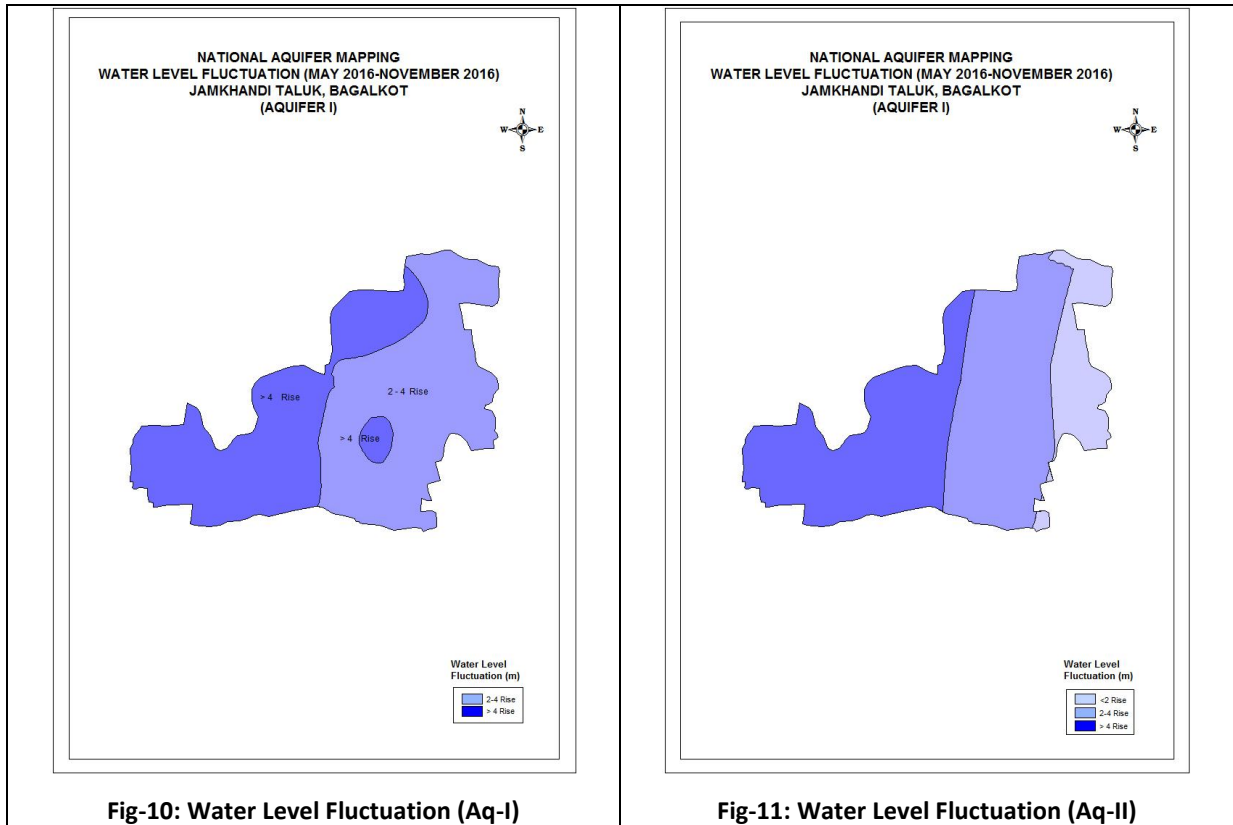 NATIONAL AQUIFER MAPPING
WATER LEVEL FLUCTUATION (MAY 2016-NOVEMBER 2016)
JAMKHANDI TALUK, BAGALKOT
(AQUIFER I)
N
W E
S
> 4 Rise
2 - 4 Rise
> 4 Rise
Water Level
Fluctuation (m)
2-4 Rise
> 4 Rise
Fig-10: Water Level Fluctuation (Aq-I)
NATIONAL AQUIFER MAPPING
WATER LEVEL FLUCTUATION (MAY 2016-NOVEMBER 2016)
JAMKHANDI TALUK, BAGALKOT
(AQUIFER I)
N
W E
S
Water Level
Fluctuation (m)
<2 Rise
2-4 Rise
> 4 Rise
Fig-11: Water Level Fluctuation (Aq-II)